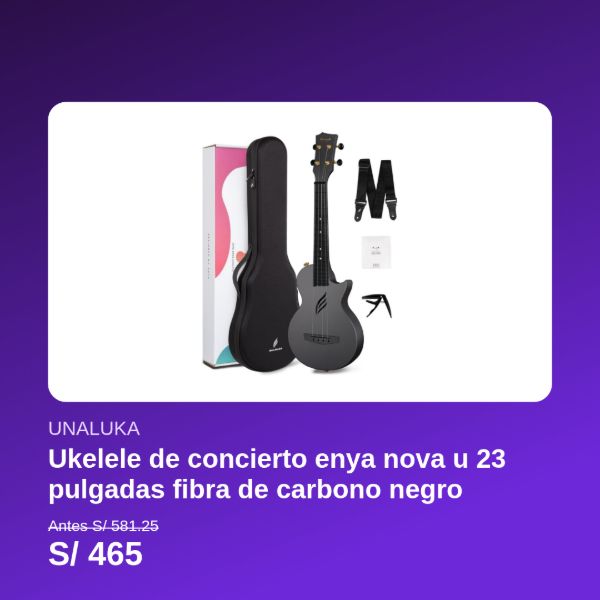 UNALUKA
Ukelele de concierto enya nova u 23
pulgadas fibra de carbono negro
Antes S/ 581.25
S/ 465